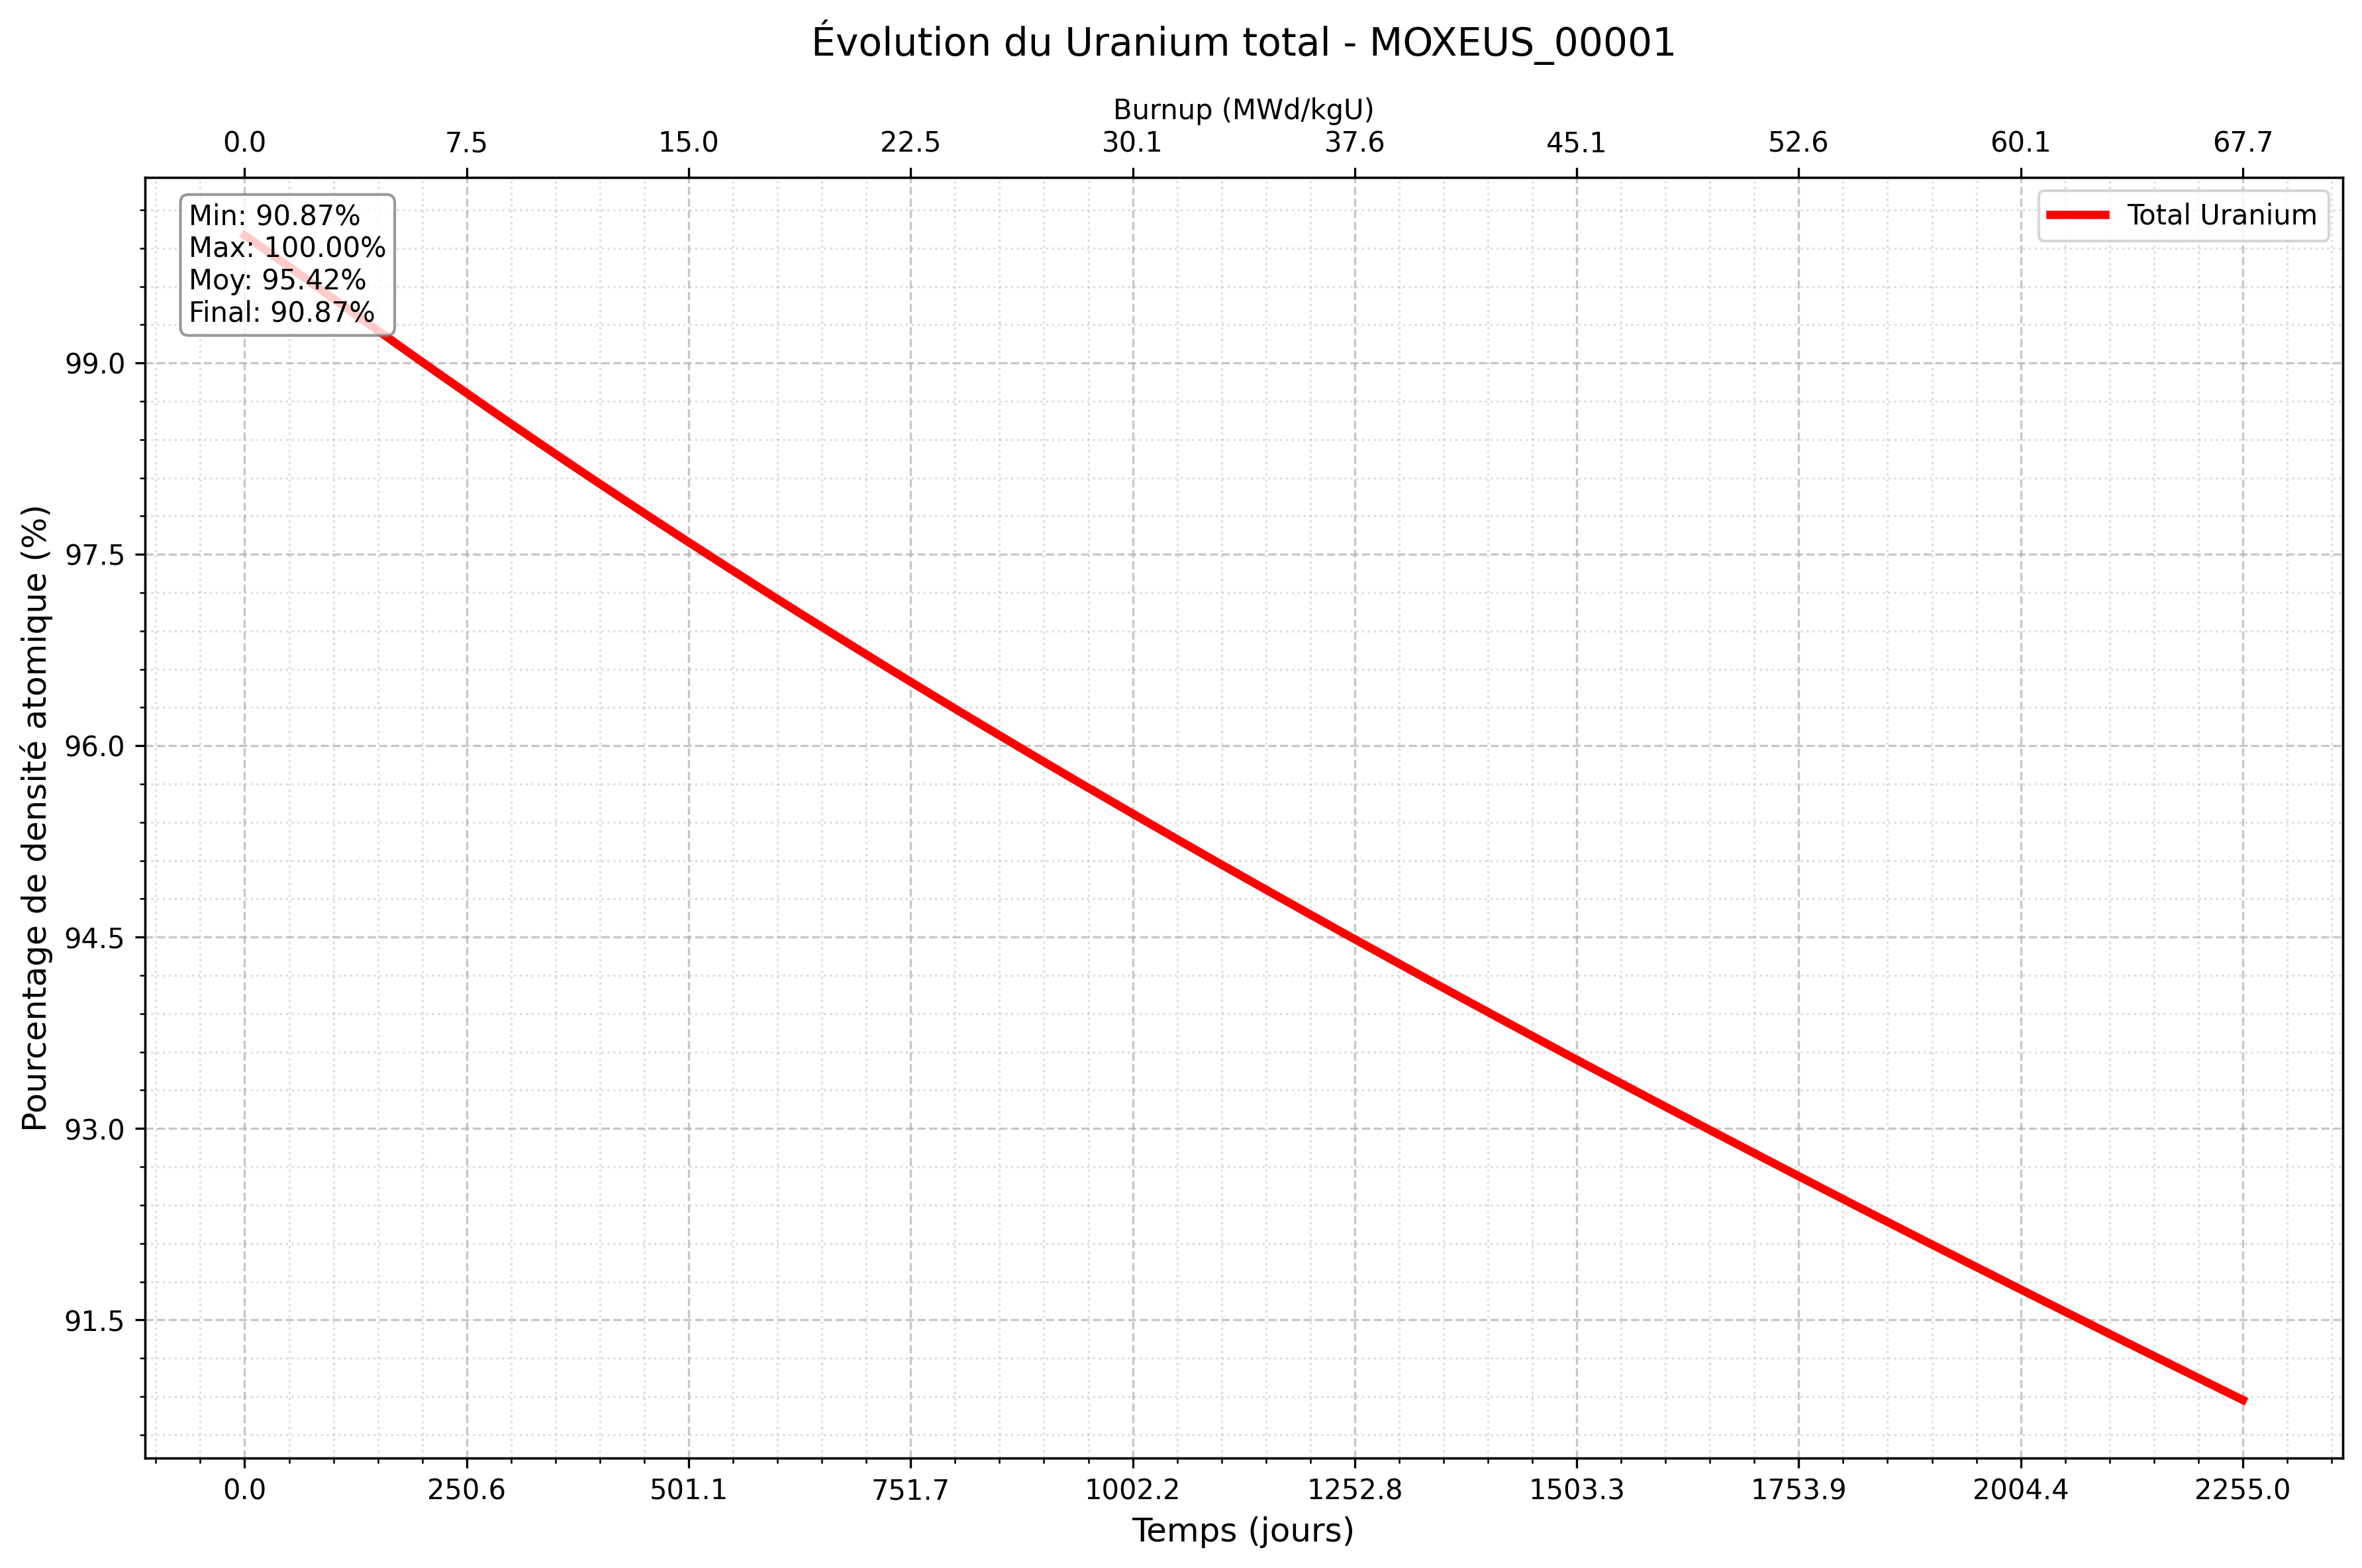 Évolution du Uranium total - MOXEUS_00001
Burnup (MWd/kgU)
0.0 7.5 15.0 22.5 30.1 37.6 45.1 52.6 60.1 67.7
Min: 90.87%
Max: 100.00%
Moy: 95.42%
Final: 90.87%
Total Uranium
Pourcentage de densité atomique (%)
99.0
97.5
96.0
94.5
93.0
91.5
0.0 250.6 501.1 751.7 1002.2 1252.8 1503.3 1753.9 2004.4 2255.0
Temps (jours)